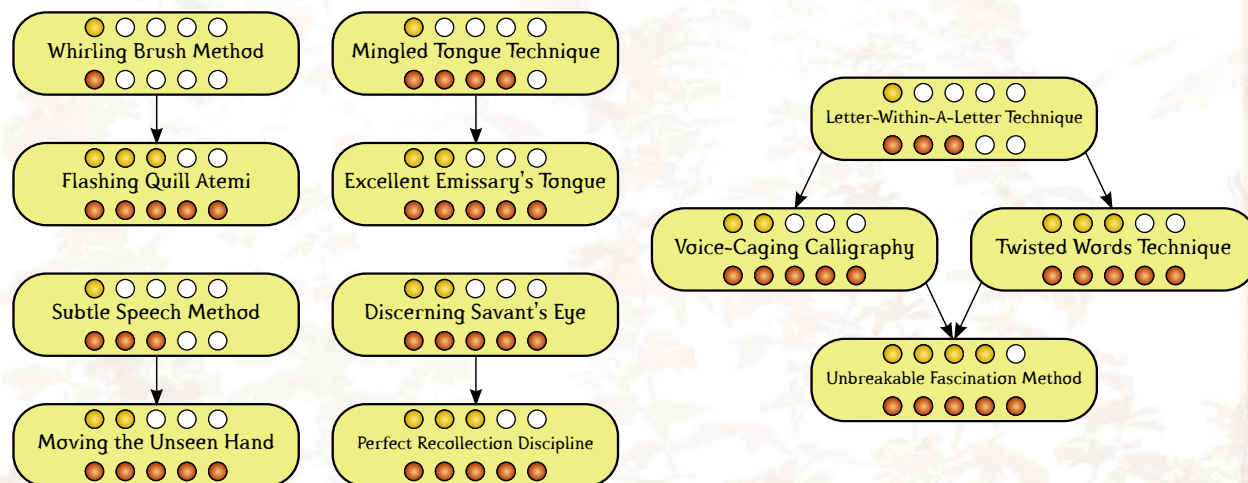 Whirling Brush Method
Mingled Tongue Technique
Flashing Quill Atemi
Excellent Emissary's Tongue
Subtle Speech Method
Discerning Savant's Eye
Moving the Unseen Hand
Perfect Recollection Discipline
Letter-Within-A-Letter Technique
Voice-Caging Calligraphy
Twisted Words Technique
Unbreakable Fascination Method